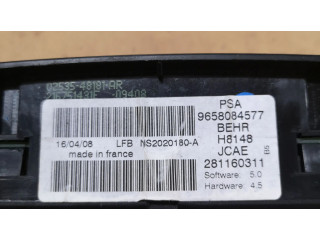 PSA
9658084577
BEHR
H8148
JCAE
281160311
Software: 5.0
Hardware: 4.5
16/04/08 LFB NS2020180-A
made in france